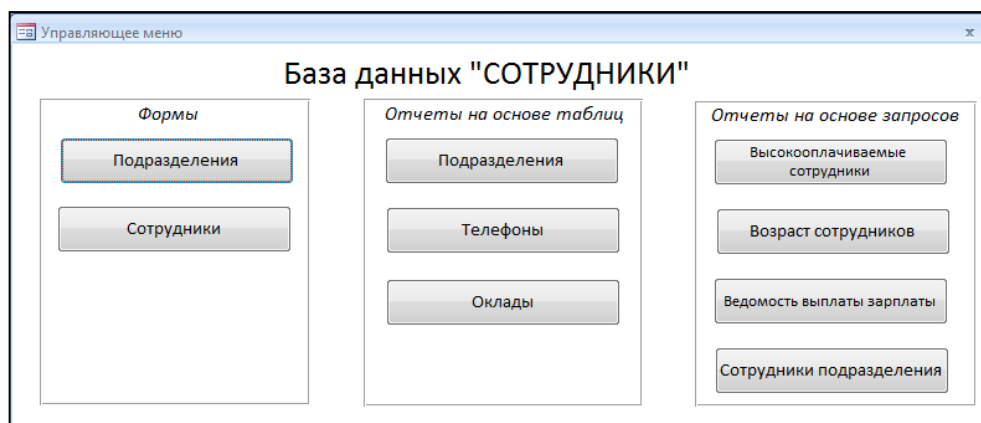 Управляющее меню
База данных "СОТРУДНИКИ"
Формы
Подразделения
Сотрудники
Отчеты на основе таблиц
Подразделения
Телефоны
Оклады
Отчеты на основе запросов
Высокооплачиваемые
сотрудники
Возраст сотрудников
Ведомость выплаты зарплаты
Сотрудники подразделения